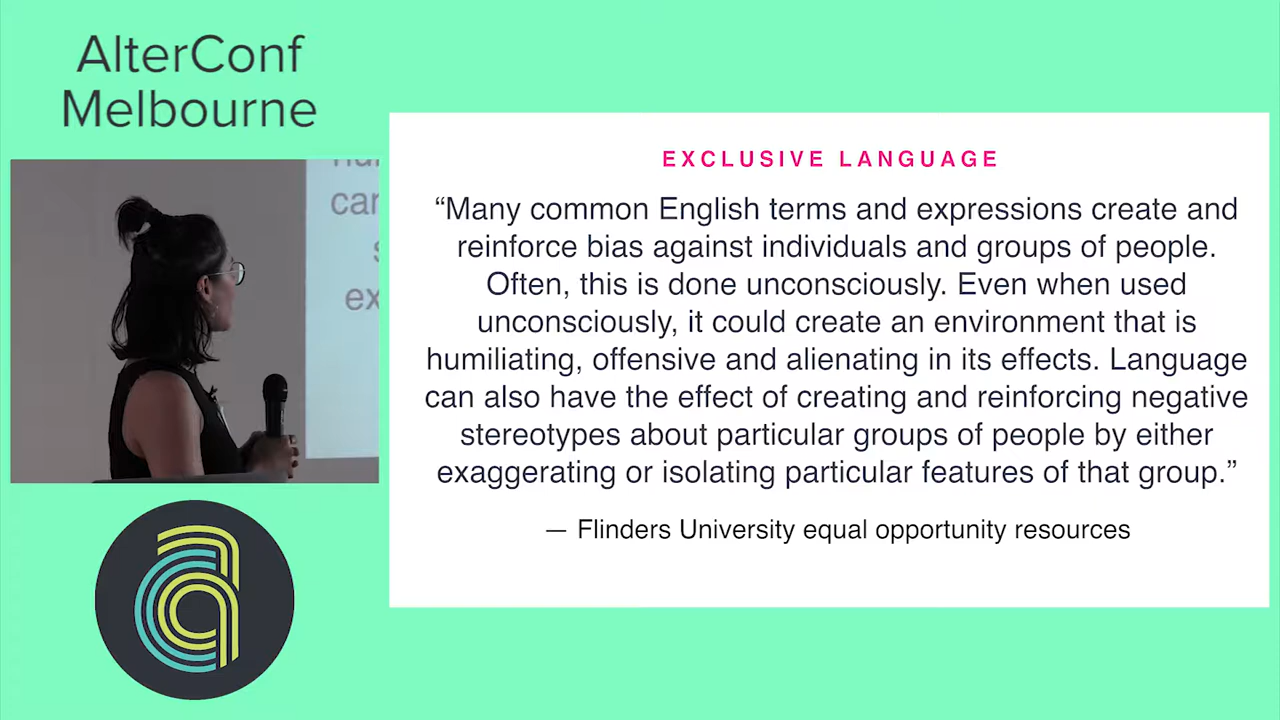 AlterConf
Melbourne
EXCLUSIVE LANGUAGE
“Many common English terms and expressions create and
reinforce bias against individuals and groups of people.
Often, this is done unconsciously. Even when used
unconsciously, it could create an environment that is
humiliating, offensive and alienating in its effects. Language
can also have the effect of creating and reinforcing negative
stereotypes about particular groups of people by either
exaggerating or isolating particular features of that group.”
— Flinders University equal opportunity resources
car
ex